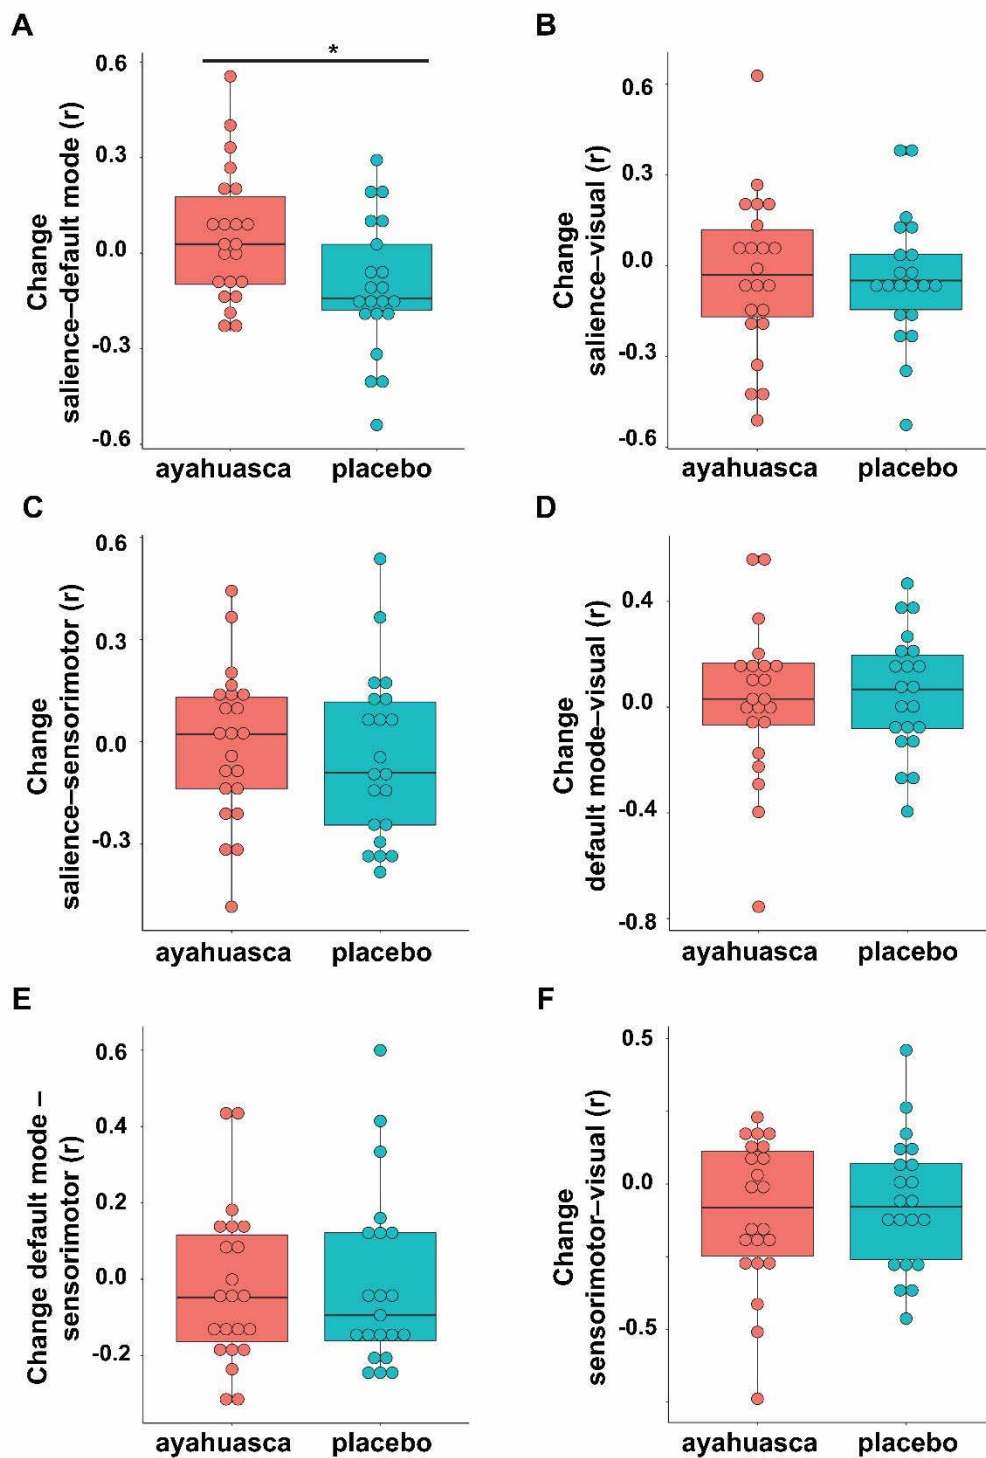 A
*
Change
salience–default mode (r)
0.6
0.3
0.0
-0.3
-0.6
ayahuasca placebo
B
Change
salience–visual (r)
0.6
0.3
0.0
-0.3
-0.6
ayahuasca placebo
C
Change
salience–sensorimotor (r)
0.6
0.3
0.0
-0.3
ayahuasca placebo
D
Change
default mode–visual (r)
0.4
0.0
-0.4
-0.8
ayahuasca placebo
E
Change default mode –
sensorimotor (r)
0.6
0.4
0.2
0.0
-0.2
ayahuasca placebo
F
Change
sensorimotor–visual (r)
0.5
0.0
-0.5
ayahuasca placebo